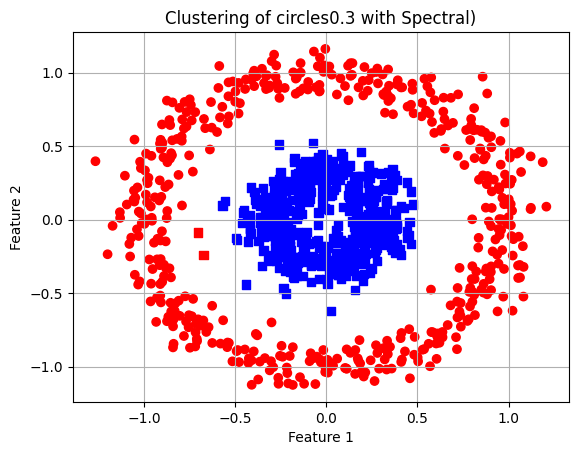 Clustering of circles0.3 with Spectral)
1.0
0.5
0.0
−0.5
−1.0
Feature 2
−1.0 −0.5 0.0 0.5 1.0
Feature 1